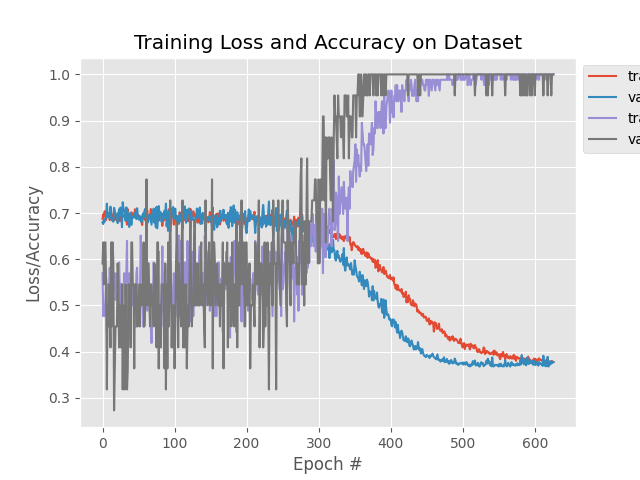 Training Loss and Accuracy on Dataset
1.0
0.9
0.8
0.7
0.6
0.5
0.4
0.3
Loss/Accuracy
0 100 200 300 400 500 600
Epoch #
tra
va
tra
va